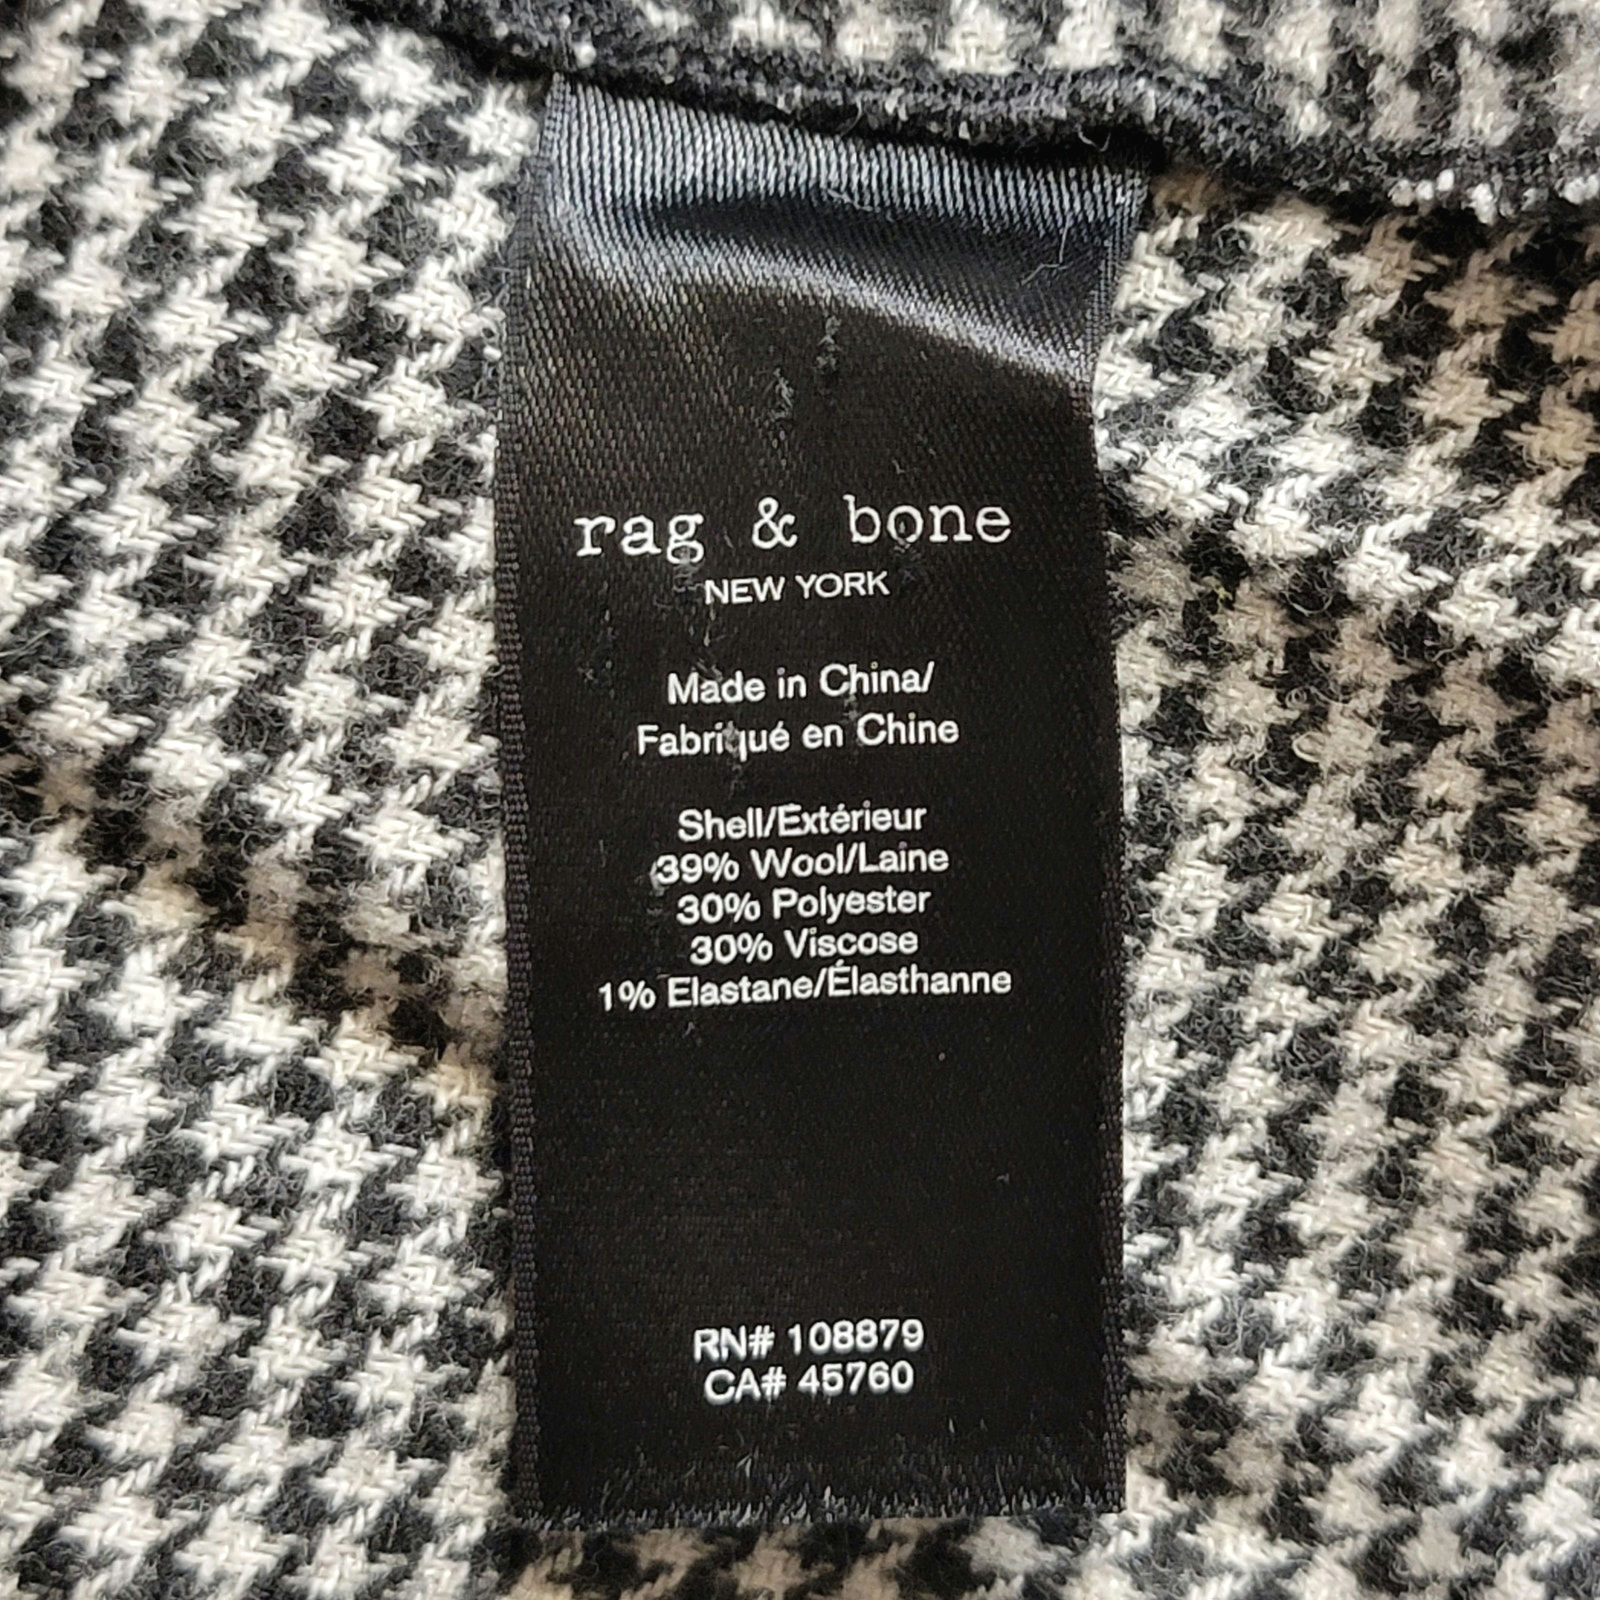 rag & bone
NEW YORK
Made in China/
Fabriqué en Chine
Shell/Extérieur
39% Wool/Laine
30% Polyester
30% Viscose
1% Elastane/Élasthanne
RN# 108879
CA# 45760